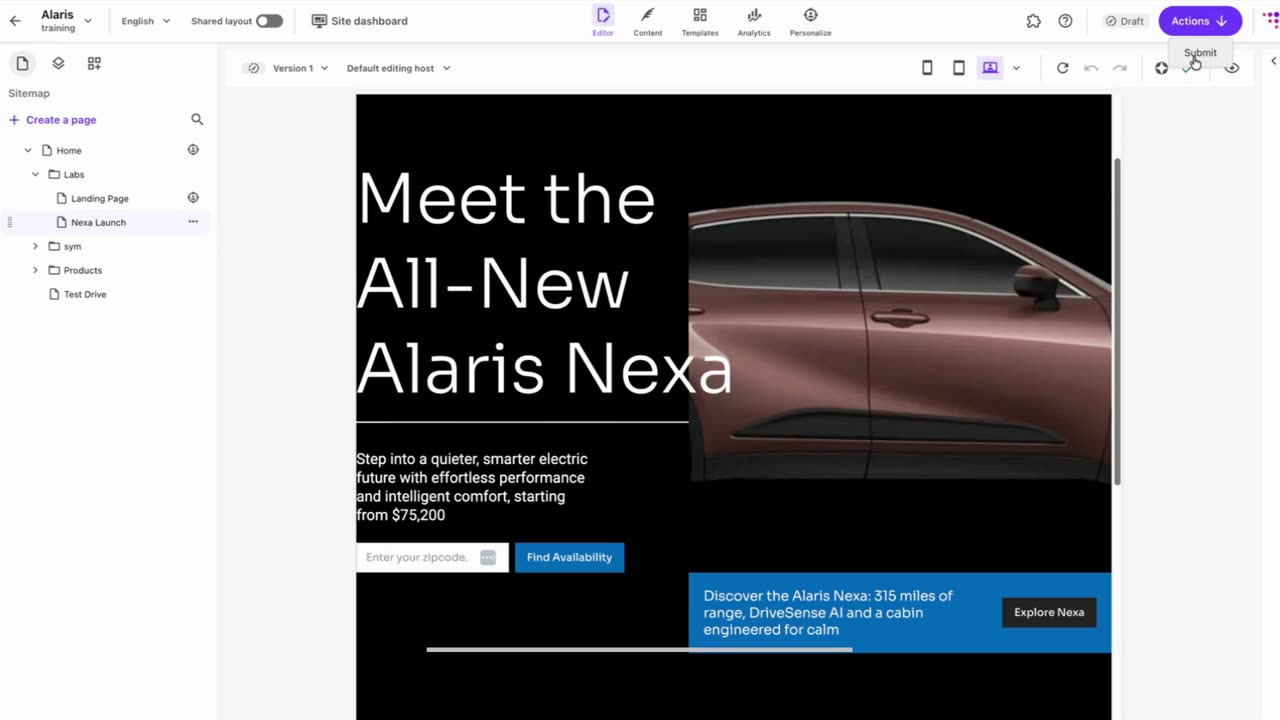 Alaris
training
English
Shared layout
Site dashboard
Editor
Content
Templates
Analytics
Personalize
Draft
Actions
Submit
Sitemap
Create a page
Home
Labs
Landing Page
Nexa Launch
sym
Products
Test Drive
Version 1
Default editing host
Meet the
All-New
Alaris Nexa
Step into a quieter, smarter electric
future with effortless performance
and intelligent comfort, starting
from $75,200
Enter your zipcode.
Find Availability
Discover the Alaris Nexa: 315 miles of
range, DriveSense AI and a cabin
engineered for calm
Explore Nexa